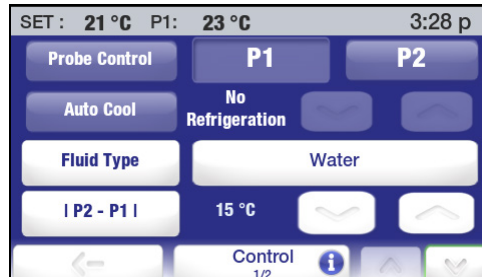 SET : 21 °C P1: 23 °C 3:28 p
Probe Control P1 P2
Auto Cool No Refrigeration
Fluid Type Water
I P2 - P1 I 15 °C
Control i
1/2